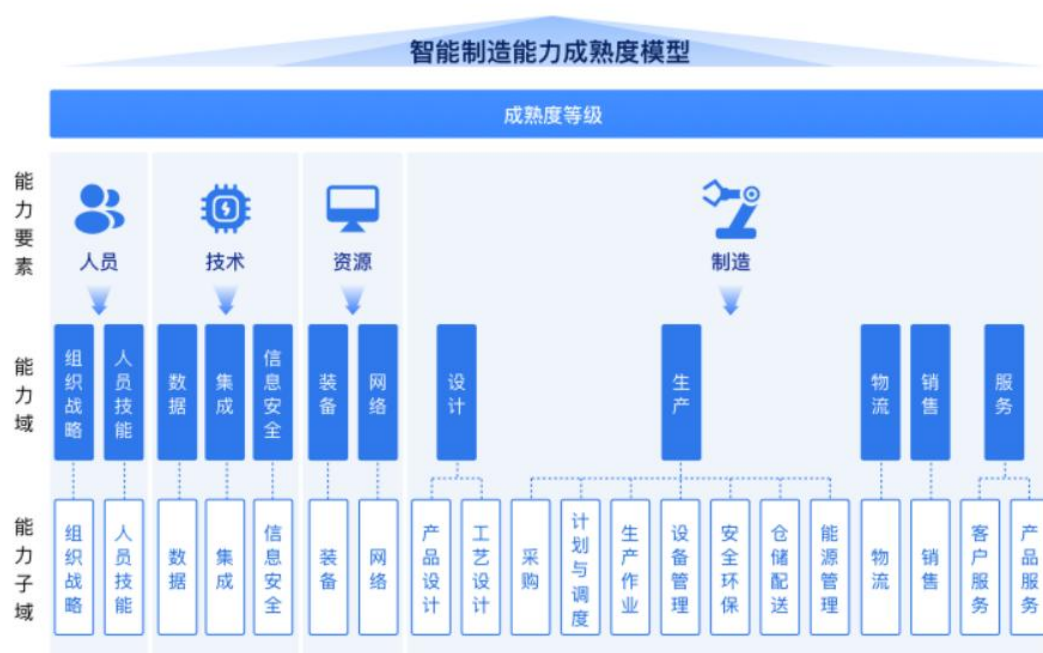 智能制造能力成熟度模型
成熟度等级
能力要素
人员
技术
资源
制造
能力域
组织战略
人员技能
数据
集成
信息安全
装备
网络
设计
生产
物流
销售
服务
能力子域
组织战略
人员技能
数据
集成
信息安全
装备
网络
产品设计
工艺设计
采购
计划与调度
生产作业
设备管理
安全环保
仓储配送
能源管理
物流
销售
客户服务
产品服务